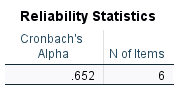 Reliability Statistics
Cronbach's
Alpha N of Items
.652 6